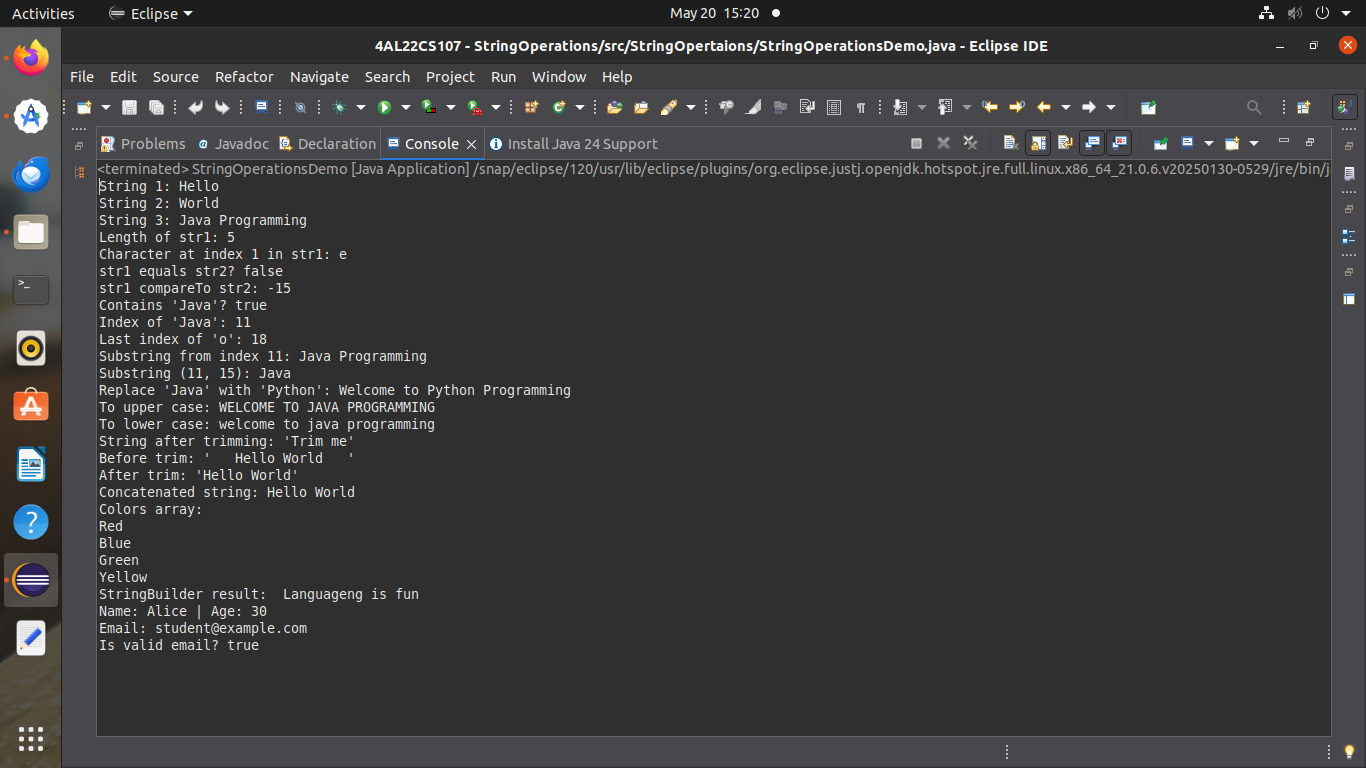 Activities Eclipse May 20 15:20
4AL22CS107 - StringOperations/src/StringOpertaions/StringOperationsDemo.java - Eclipse IDE
File Edit Source Refactor Navigate Search Project Run Window Help
Problems Javadoc Declaration Console Install Java 24 Support
<terminated> StringOperationsDemo [Java Application] /snap/eclipse/120/usr/lib/eclipse/plugins/org.eclipse.justj.openjdk.hotspot.jre.full.linux.x86_64_21.0.6.v20250130-0529/jre/bin/j
String 1: Hello
String 2: World
String 3: Java Programming
Length of str1: 5
Character at index 1 in str1: e
str1 equals str2? false
str1 compareTo str2: -15
Contains 'Java'? true
Index of 'Java': 11
Last index of 'o': 18
Substring from index 11: Java Programming
Substring (11, 15): Java
Replace 'Java' with 'Python': Welcome to Python Programming
To upper case: WELCOME TO JAVA PROGRAMMING
To lower case: welcome to java programming
String after trimming: 'Trim me'
Before trim: '   Hello World   '
After trim: 'Hello World'
Concatenated string: Hello World
Colors array:
Red
Blue
Green
Yellow
StringBuilder result:  Languageng is fun
Name: Alice | Age: 30
Email: student@example.com
Is valid email? true